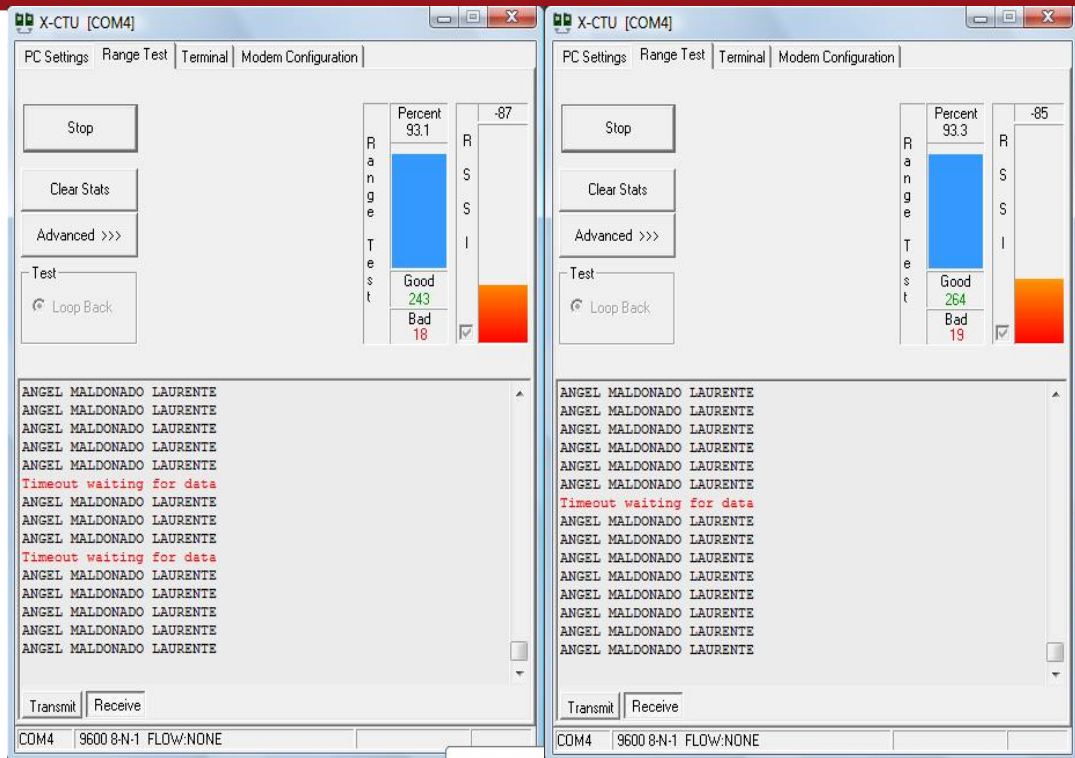 X-CTU [COM4]
PC Settings Range Test Terminal Modem Configuration
Stop
Clear Stats
Advanced >>>
Test
Loop Back
Range Test
Percent
93.1
Good
243
Bad
18
RSSI
-87
ANGEL MALDONADO LAURENTE
ANGEL MALDONADO LAURENTE
ANGEL MALDONADO LAURENTE
ANGEL MALDONADO LAURENTE
ANGEL MALDONADO LAURENTE
Timeout waiting for data
ANGEL MALDONADO LAURENTE
ANGEL MALDONADO LAURENTE
ANGEL MALDONADO LAURENTE
Timeout waiting for data
ANGEL MALDONADO LAURENTE
ANGEL MALDONADO LAURENTE
ANGEL MALDONADO LAURENTE
ANGEL MALDONADO LAURENTE
ANGEL MALDONADO LAURENTE
Transmit Receive
COM4 9600 8-N-1 FLOW:NONE
X-CTU [COM4]
PC Settings Range Test Terminal Modem Configuration
Stop
Clear Stats
Advanced >>>
Test
Loop Back
Range Test
Percent
93.3
Good
264
Bad
19
RSSI
-85
ANGEL MALDONADO LAURENTE
ANGEL MALDONADO LAURENTE
ANGEL MALDONADO LAURENTE
ANGEL MALDONADO LAURENTE
ANGEL MALDONADO LAURENTE
ANGEL MALDONADO LAURENTE
Timeout waiting for data
ANGEL MALDONADO LAURENTE
ANGEL MALDONADO LAURENTE
ANGEL MALDONADO LAURENTE
ANGEL MALDONADO LAURENTE
ANGEL MALDONADO LAURENTE
ANGEL MALDONADO LAURENTE
ANGEL MALDONADO LAURENTE
ANGEL MALDONADO LAURENTE
Transmit Receive
COM4 9600 8-N-1 FLOW:NONE